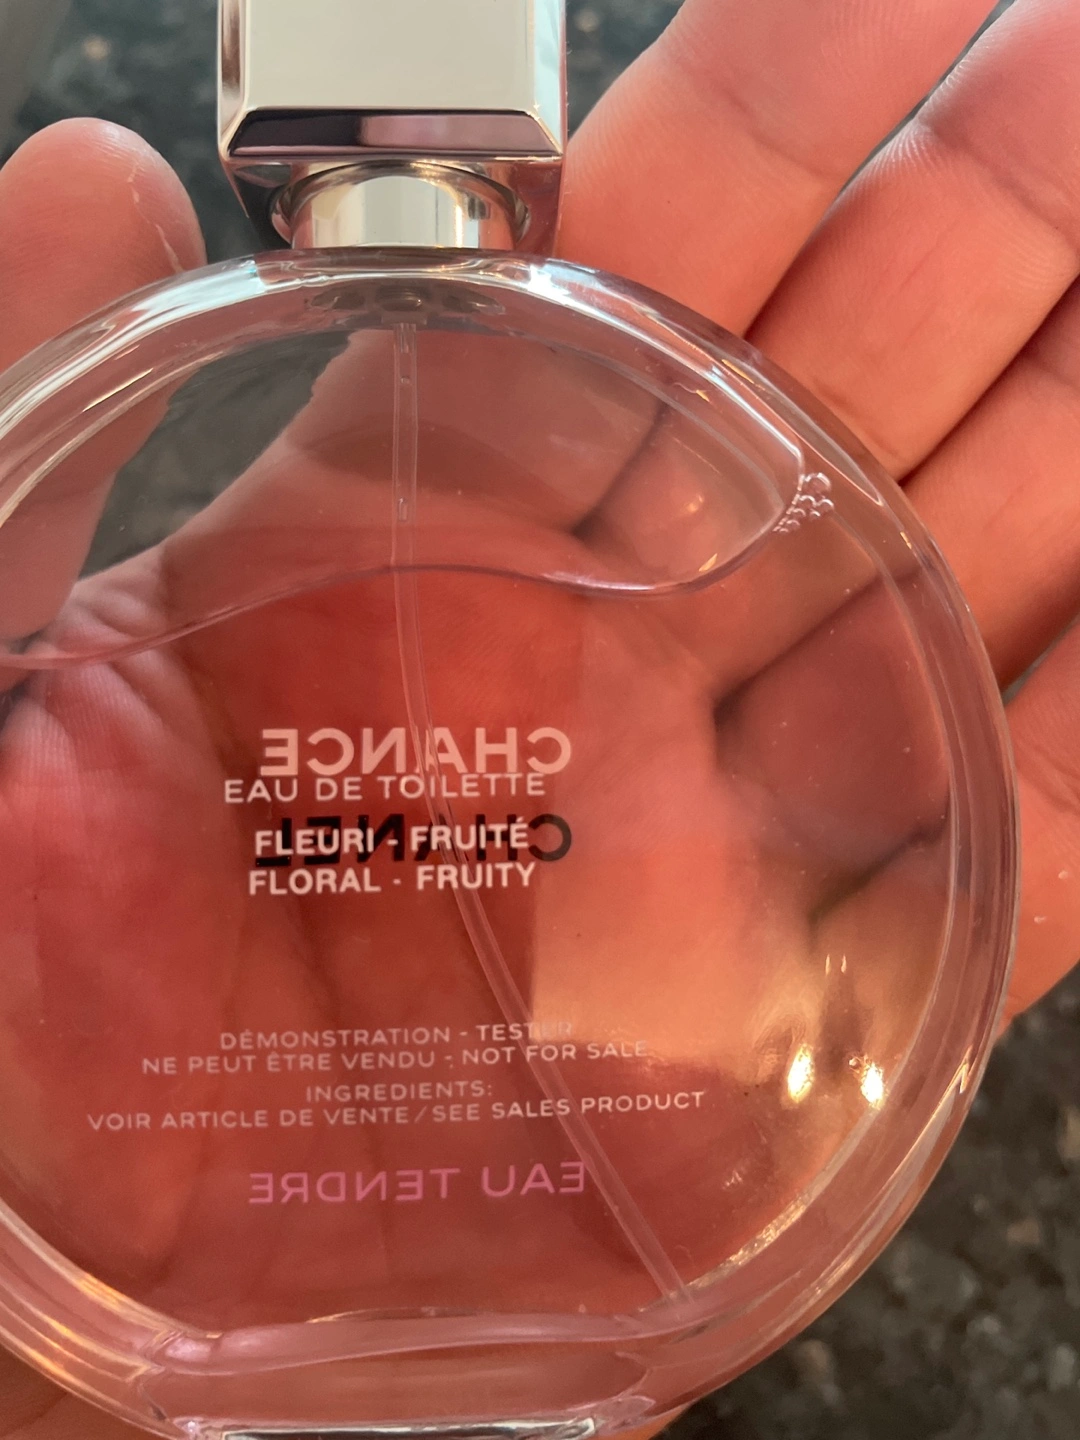 CHANCE
EAU DE TOILETTE
CHANEL
FLEURI - FRUITÉ
FLORAL - FRUITY
DÉMONSTRATION - TESTER
NE PEUT ÊTRE VENDU - NOT FOR SALE
INGREDIENTS:
VOIR ARTICLE DE VENTE/SEE SALES PRODUCT
EAU TENDRE